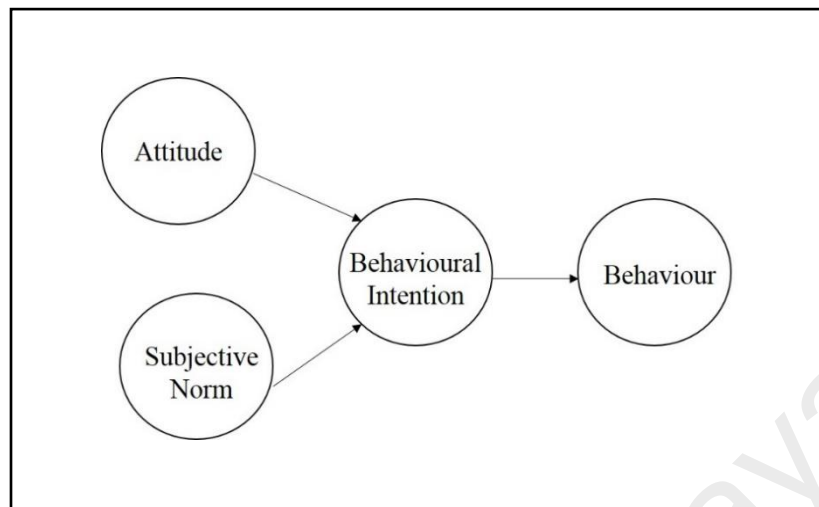 Attitude
Subjective
Norm
Behavioural
Intention
Behaviour